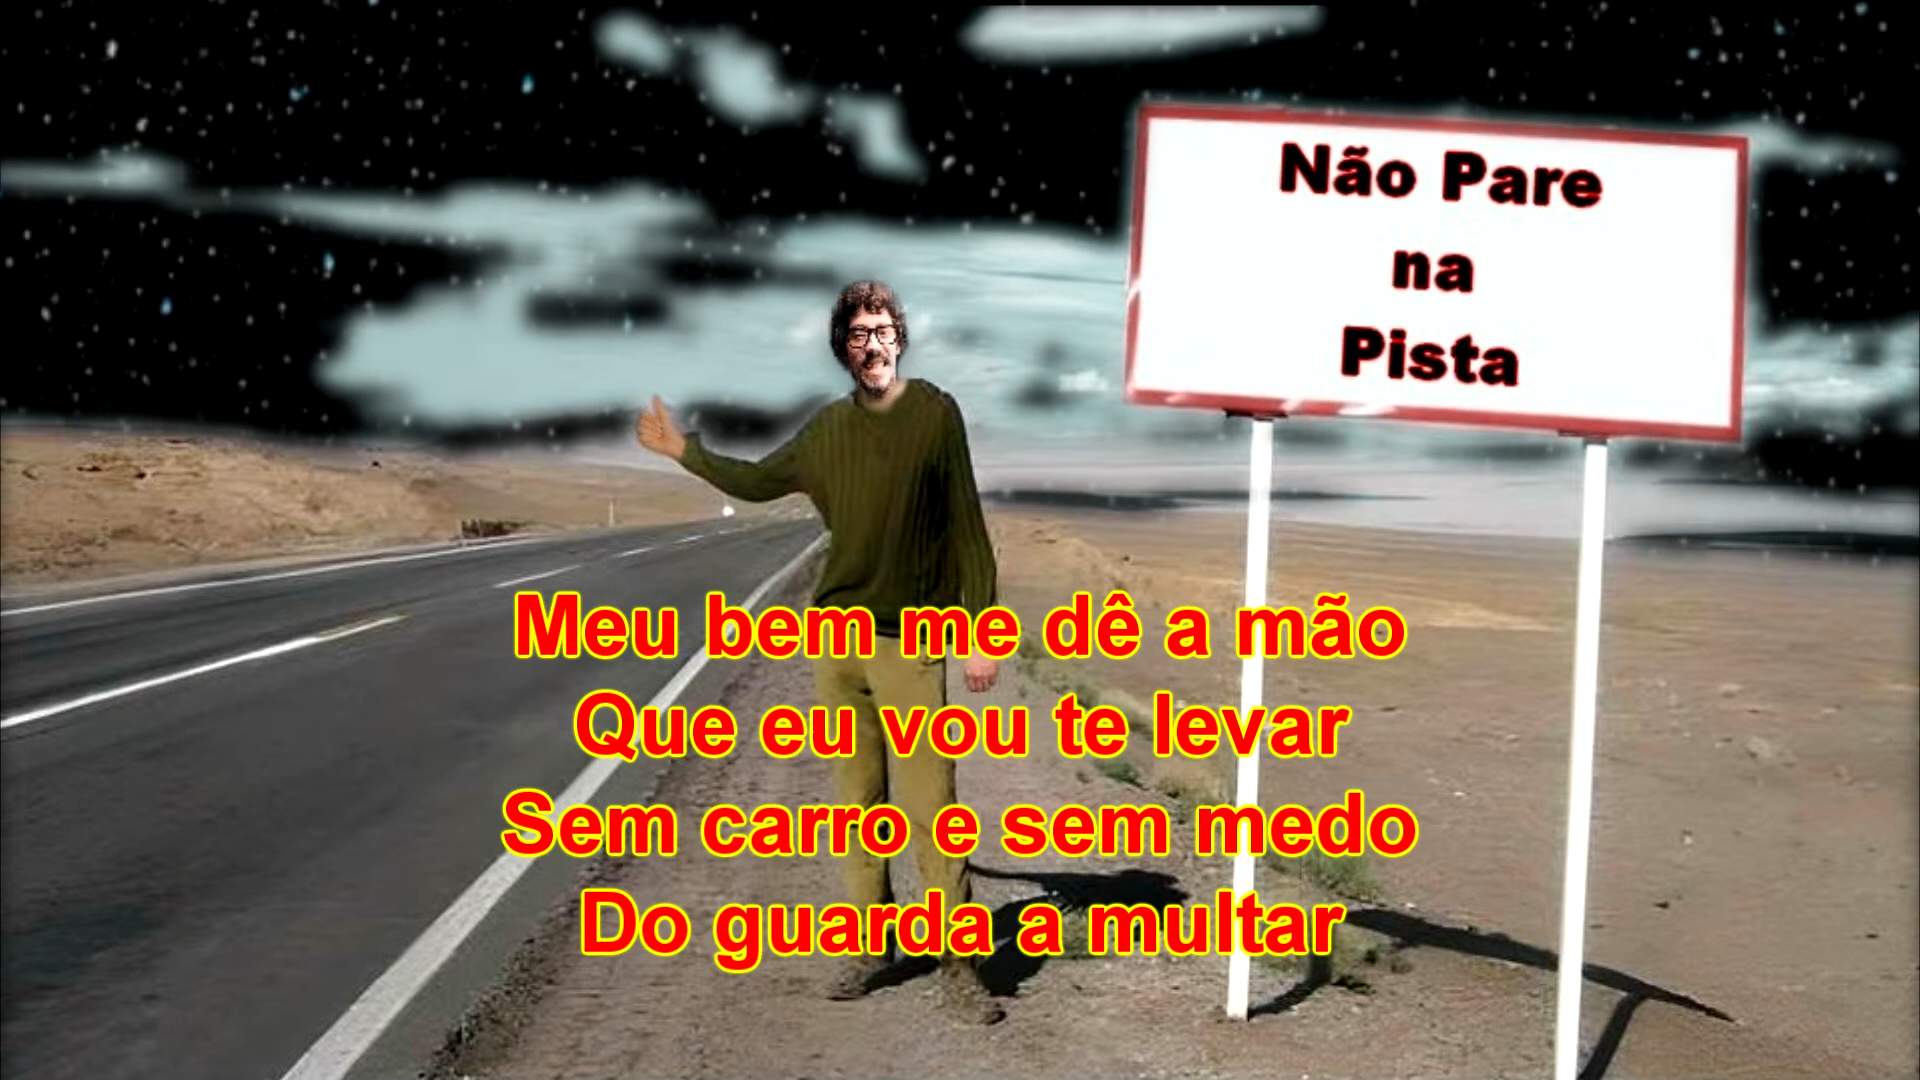 Não Pare
na
Pista
Meu bem me dê a mão
Que eu vou te levar
Sem carro e sem medo
Do guarda a multar